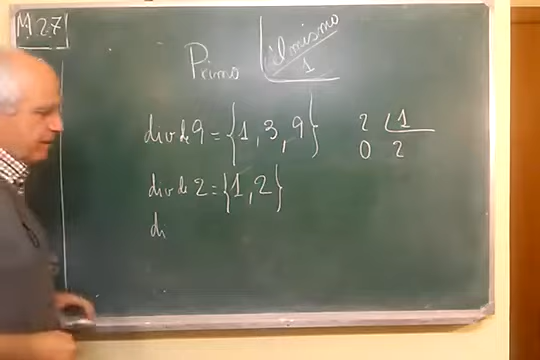 M27
Primo él mismo
1
div de 9 = {1, 3, 9}
2 1
0 2
div de 2 = {1, 2}
di